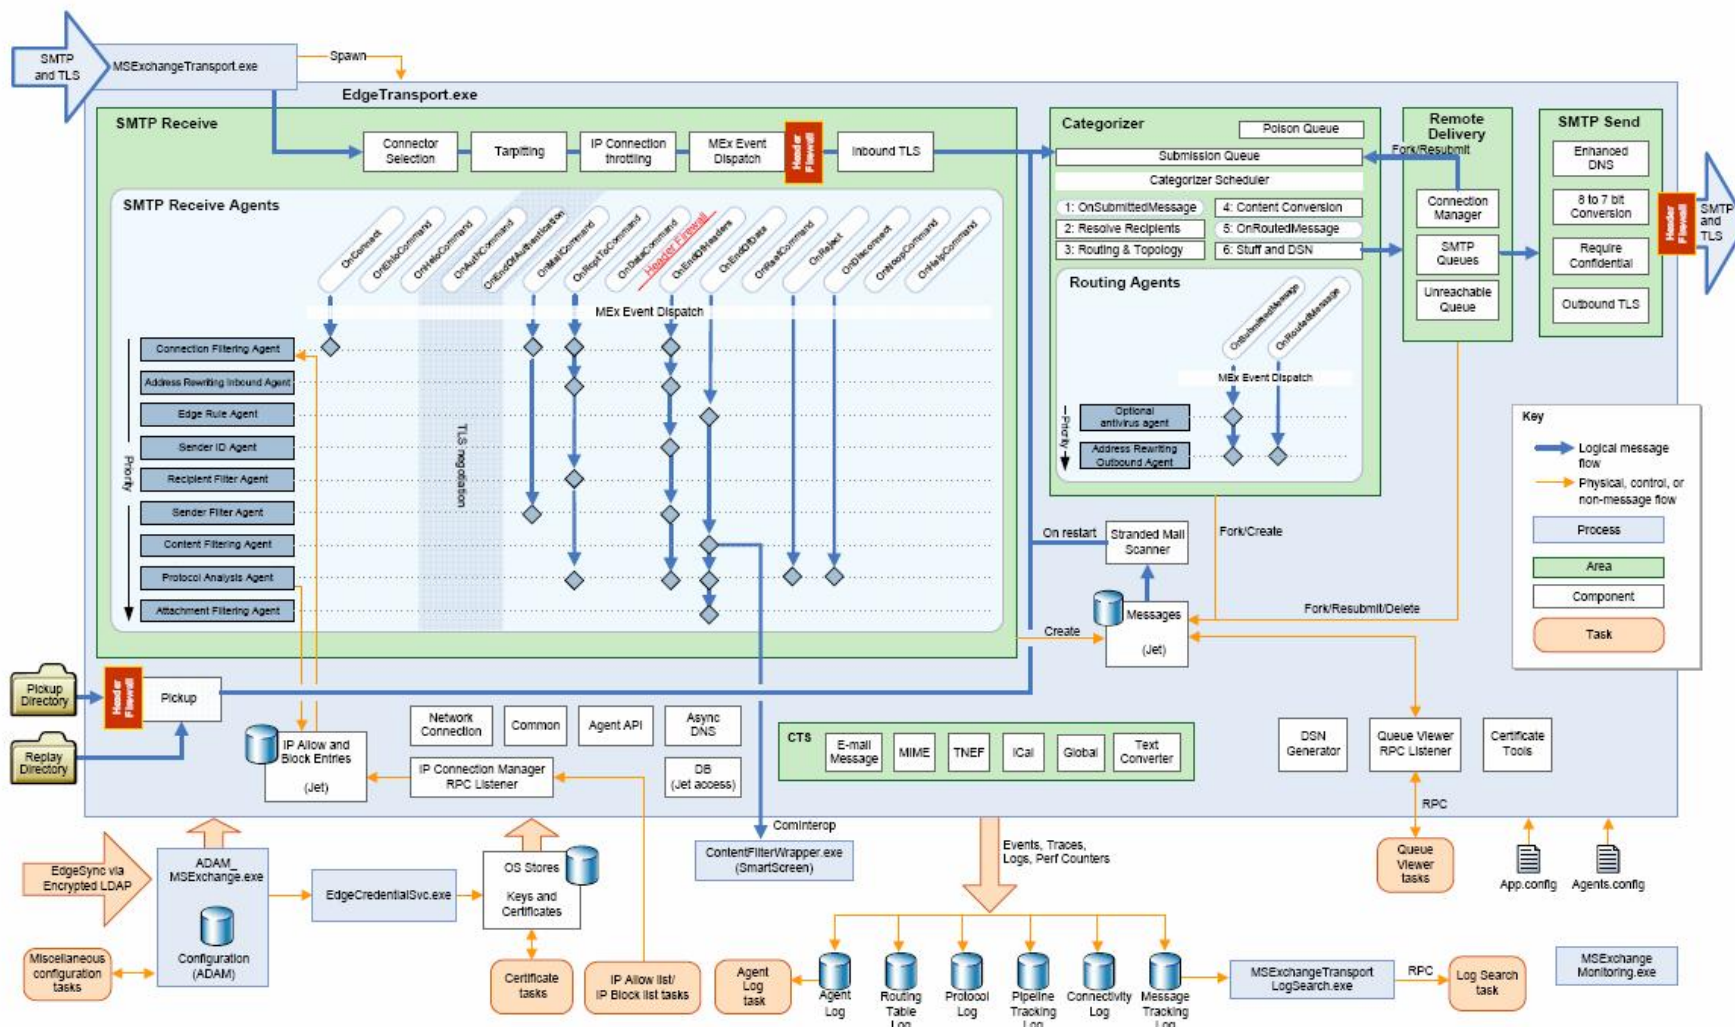 SMTP
and TLS
MSExchangeTransport.exe
Spawn
EdgeTransport.exe
SMTP Receive
Connector
Selection
Tarpitting
IP Connection
throttling
MEx Event
Dispatch
Header
Firewall
Inbound TLS
SMTP Receive Agents
OnConnect
OnEhloCommand
OnHeloCommand
OnAuthCommand
OnEndOfAuthentication
OnMailCommand
OnRcptToCommand
OnDataCommand
Header Firewall
OnEndOfHeaders
OnEndOfData
OnRsetCommand
OnReject
OnDisconnect
OnNoopCommand
OnHelpCommand
MEx Event Dispatch
Priority
Connection Filtering Agent
Address Rewriting Inbound Agent
Edge Rule Agent
Sender ID Agent
Recipient Filter Agent
Sender Filter Agent
Content Filtering Agent
Protocol Analysis Agent
Attachment Filtering Agent
TLS negotiation
Categorizer
Poison Queue
Submission Queue
Categorizer Scheduler
1: OnSubmittedMessage
2: Resolve Recipients
3: Routing & Topology
4: Content Conversion
5: OnRoutedMessage
6: Stuff and DSN
Routing Agents
OnSubmittedMessage
OnRoutedMessage
MEx Event Dispatch
Priority
Optional
antivirus agent
Address Rewriting
Outbound Agent
Remote
Delivery
Fork/Resubmit
Connection
Manager
SMTP
Queues
Unreachable
Queue
SMTP Send
Enhanced
DNS
8 to 7 bit
Conversion
Require
Confidential
Outbound TLS
Header
Firewall
SMTP
and
TLS
Key
Logical message
flow
Physical, control, or
non-message flow
Process
Area
Component
Task
On restart
Stranded Mail
Scanner
Fork/Create
Fork/Resubmit/Delete
Create
Messages
(Jet)
Pickup
Directory
Header
Firewall
Pickup
Replay
Directory
IP Allow and
Block Entries
(Jet)
Network
Connection
Common
Agent API
Async
DNS
IP Connection Manager
RPC Listener
DB
(Jet access)
CTS
E-mail
Message
MIME
TNEF
iCal
Global
Text
Converter
DSN
Generator
Queue Viewer
RPC Listener
Certificate
Tools
RPC
ComInterop
EdgeSync via
Encrypted LDAP
ADAM_
MSExchange.exe
Configuration
(ADAM)
EdgeCredentialSvc.exe
OS Stores
Keys and
Certificates
ContentFilterWrapper.exe
(SmartScreen)
Events, Traces,
Logs, Perf Counters
Queue
Viewer
tasks
App.config
Agents.config
Miscellaneous
configuration
tasks
Certificate
tasks
IP Allow list/
IP Block list tasks
Agent
Log
task
Agent
Log
Routing
Table
Log
Protocol
Log
Pipeline
Tracking
Log
Connectivity
Log
Message
Tracking
Log
MSExchangeTransport
LogSearch.exe
RPC
Log Search
task
MSExchange
Monitoring.exe